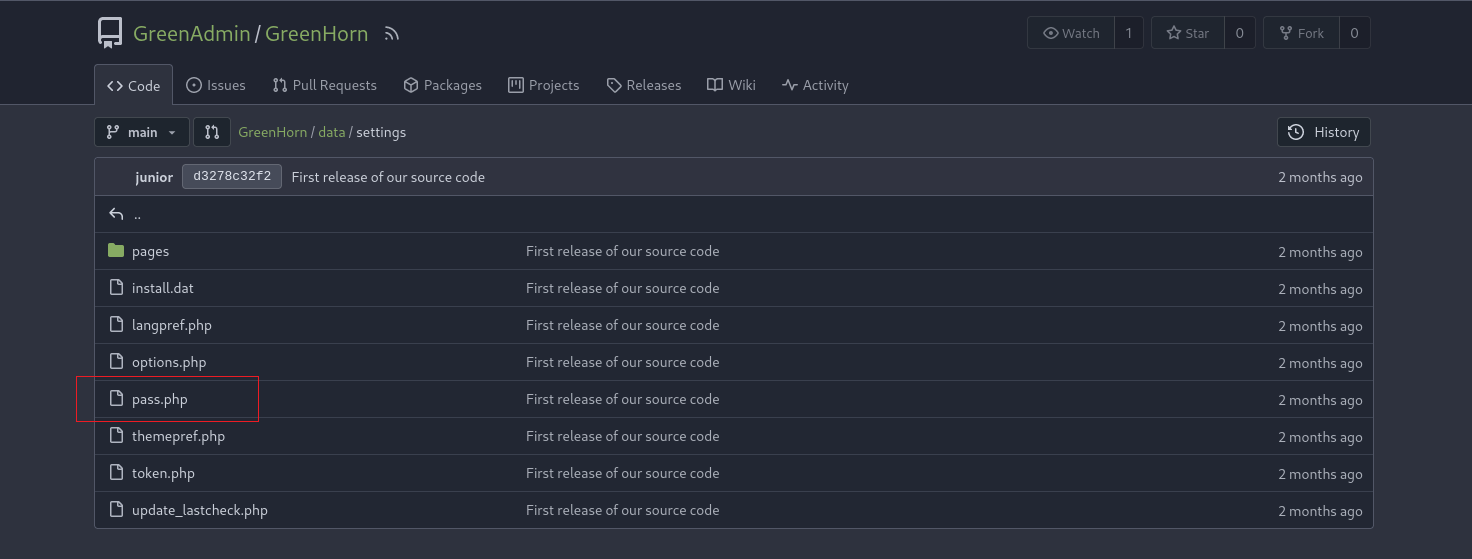 GreenAdmin / GreenHorn Watch 1 Star 0 Fork 0
Code Issues Pull Requests Packages Projects Releases Wiki Activity
main GreenHorn / data / settings History
junior d3278c32f2 First release of our source code 2 months ago
..
pages First release of our source code 2 months ago
install.dat First release of our source code 2 months ago
langpref.php First release of our source code 2 months ago
options.php First release of our source code 2 months ago
pass.php First release of our source code 2 months ago
themepref.php First release of our source code 2 months ago
token.php First release of our source code 2 months ago
update_lastcheck.php First release of our source code 2 months ago